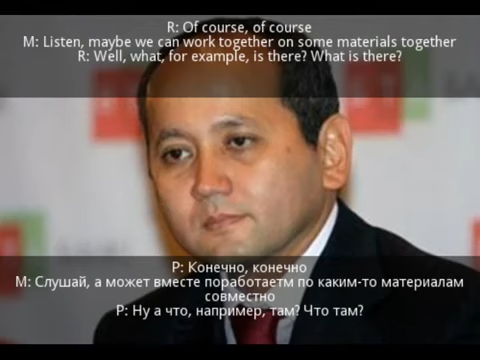 R: Of course, of course
M: Listen, maybe we can work together on some materials together
R: Well, what, for example, is there? What is there?
Р: Конечно, конечно
М: Слушай, а может вместе поработаетм по каким-то материалам
совместно
Р: Ну а что, например, там? Что там?